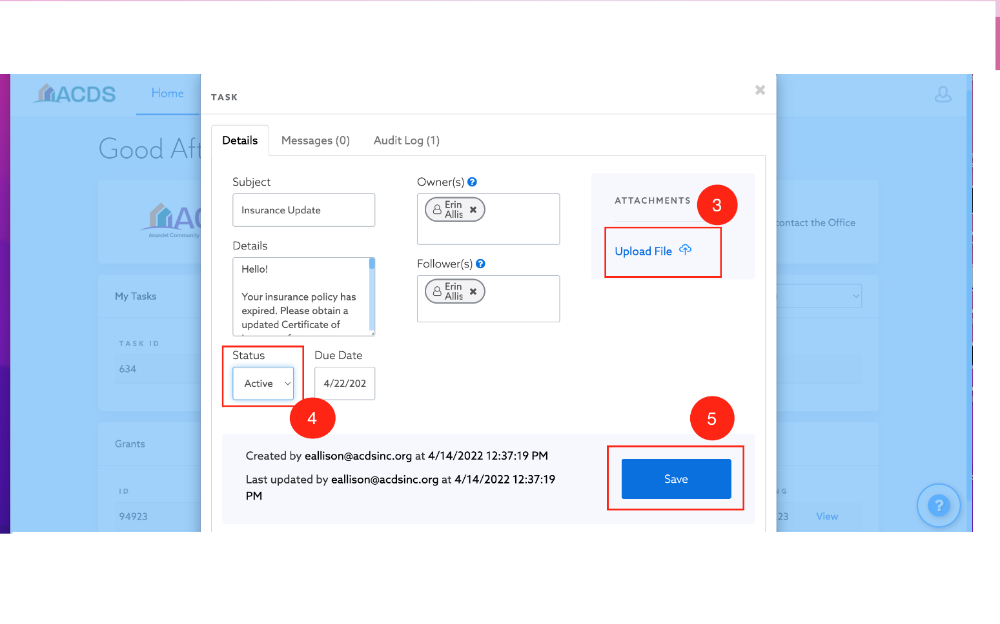 ACDS
Home
TASK
Good Aft
Details
Messages (0)
Audit Log (1)
Subject
Insurance Update
Owner(s)
Erin
Allis
ATTACHMENTS
3
Upload File
AC
Arundel Community
contact the Office
Details
Hello!
Your insurance policy has
expired. Please obtain a
updated Certificate of
Follower(s)
Erin
Allis
My Tasks
TASK ID
634
Status
Active
Due Date
4/22/202
4
5
Grants
Created by eallison@acdsinc.org at 4/14/2022 12:37:19 PM
Last updated by eallison@acdsinc.org at 4/14/2022 12:37:19
PM
Save
ID
NG
94923
23
View
?